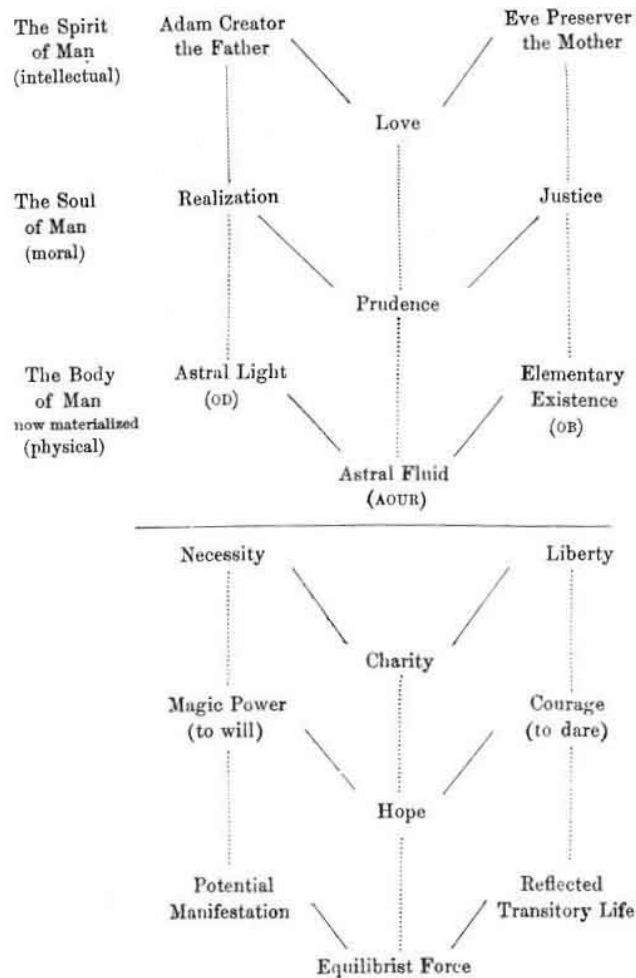 The Spirit
of Man
(intellectual)
Adam Creator
the Father
Eve Preserver
the Mother
Love
The Soul
of Man
(moral)
Realization
Justice
Prudence
The Body
of Man
now materialized
(physical)
Astral Light
(OD)
Elementary
Existence
(OB)
Astral Fluid
(AOUR)
Necessity
Liberty
Charity
Magic Power
(to will)
Courage
(to dare)
Hope
Potential
Manifestation
Reflected
Transitory Life
Equilibrist Force